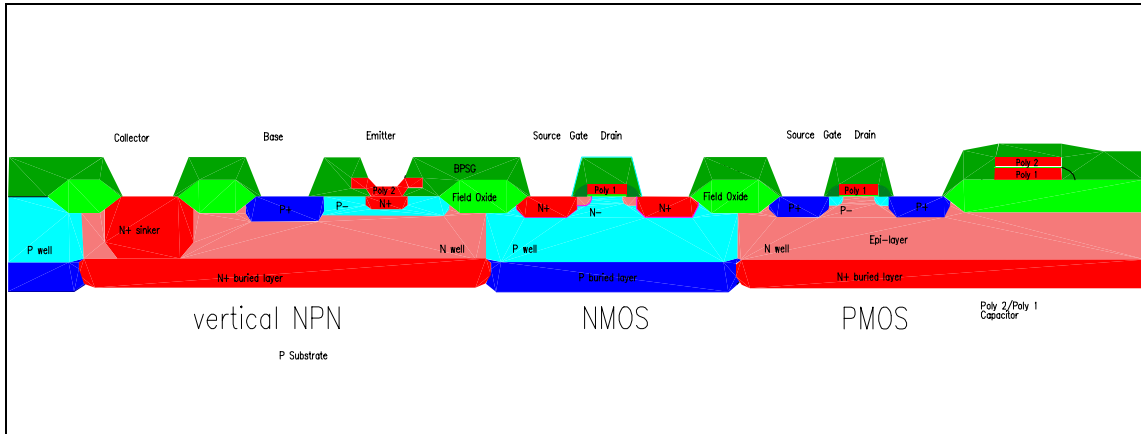 Collector Base Emitter Source Gate Drain Source Gate Drain
BPSG Poly 2
Poly 2 Poly 1 Poly 1 Poly 1
Field Oxide Field Oxide
P+ P- N+ N+ N- N+ P+ P- P+
N+ sinker
P well N well P well N well Epi-layer
N+ buried layer P buried layer N+ buried layer
vertical NPN NMOS PMOS
Poly 2/Poly 1
Capacitor
P Substrate